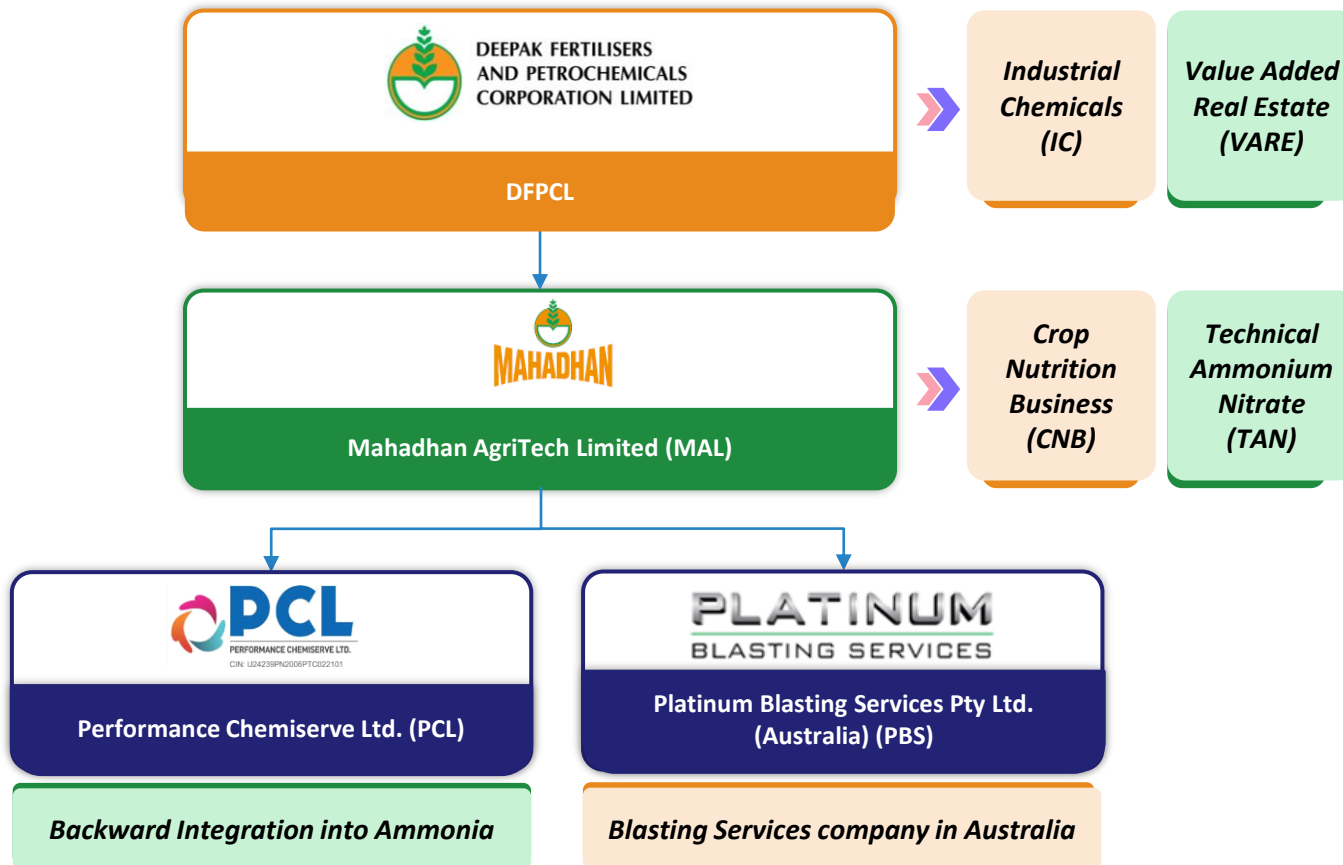 DEEPAK FERTILISERS
AND PETROCHEMICALS
CORPORATION LIMITED
DFPCL
Industrial
Chemicals
(IC)
Value Added
Real Estate
(VARE)
MAHADHAN
Mahadhan AgriTech Limited (MAL)
Crop
Nutrition
Business
(CNB)
Technical
Ammonium
Nitrate
(TAN)
PCL
PERFORMANCE CHEMISERVE LTD.
CIN: U24239PN2006PTC022101
Performance Chemiserve Ltd. (PCL)
Backward Integration into Ammonia
PLATINUM
BLASTING SERVICES
Platinum Blasting Services Pty Ltd.
(Australia) (PBS)
Blasting Services company in Australia